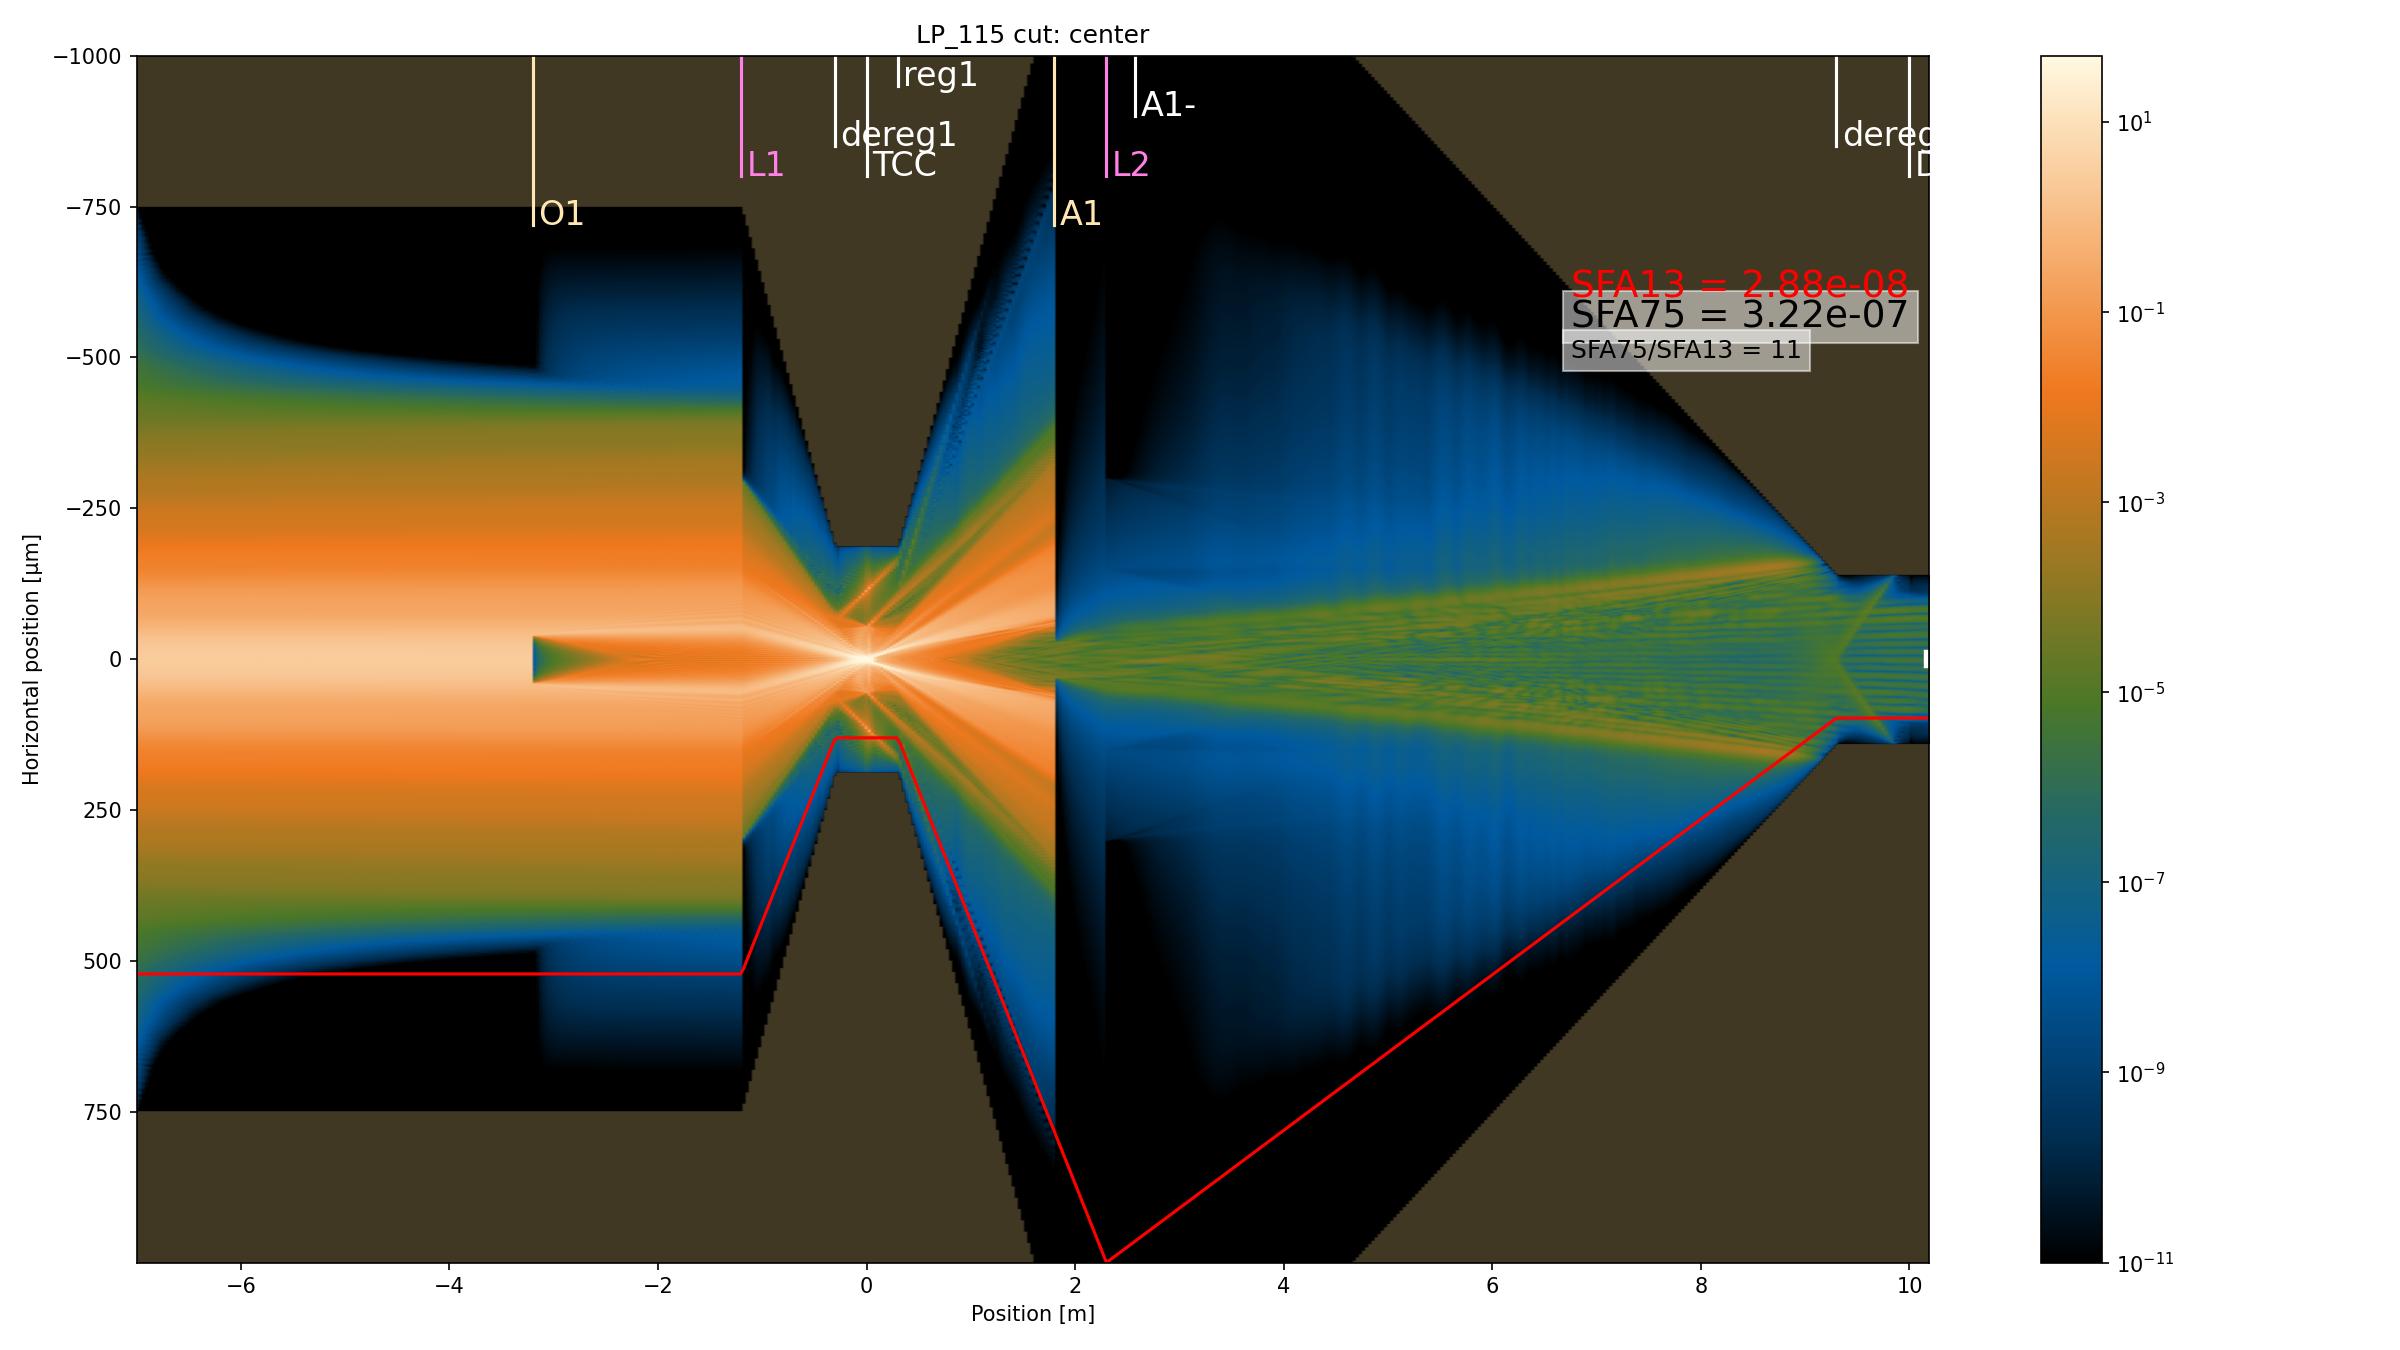 LP_115 cut: center
−1000
−750
−500
−250
0
250
500
750
Horizontal position [µm]
reg1
A1-
dereg1
dereg
L1
TCC
L2
D
O1
A1
SFA13 = 2.88e-08
SFA75 = 3.22e-07
SFA75/SFA13 = 11
−6
−4
−2
0
2
4
6
8
10
Position [m]
10¹
10⁻¹
10⁻³
10⁻⁵
10⁻⁷
10⁻⁹
10⁻¹¹